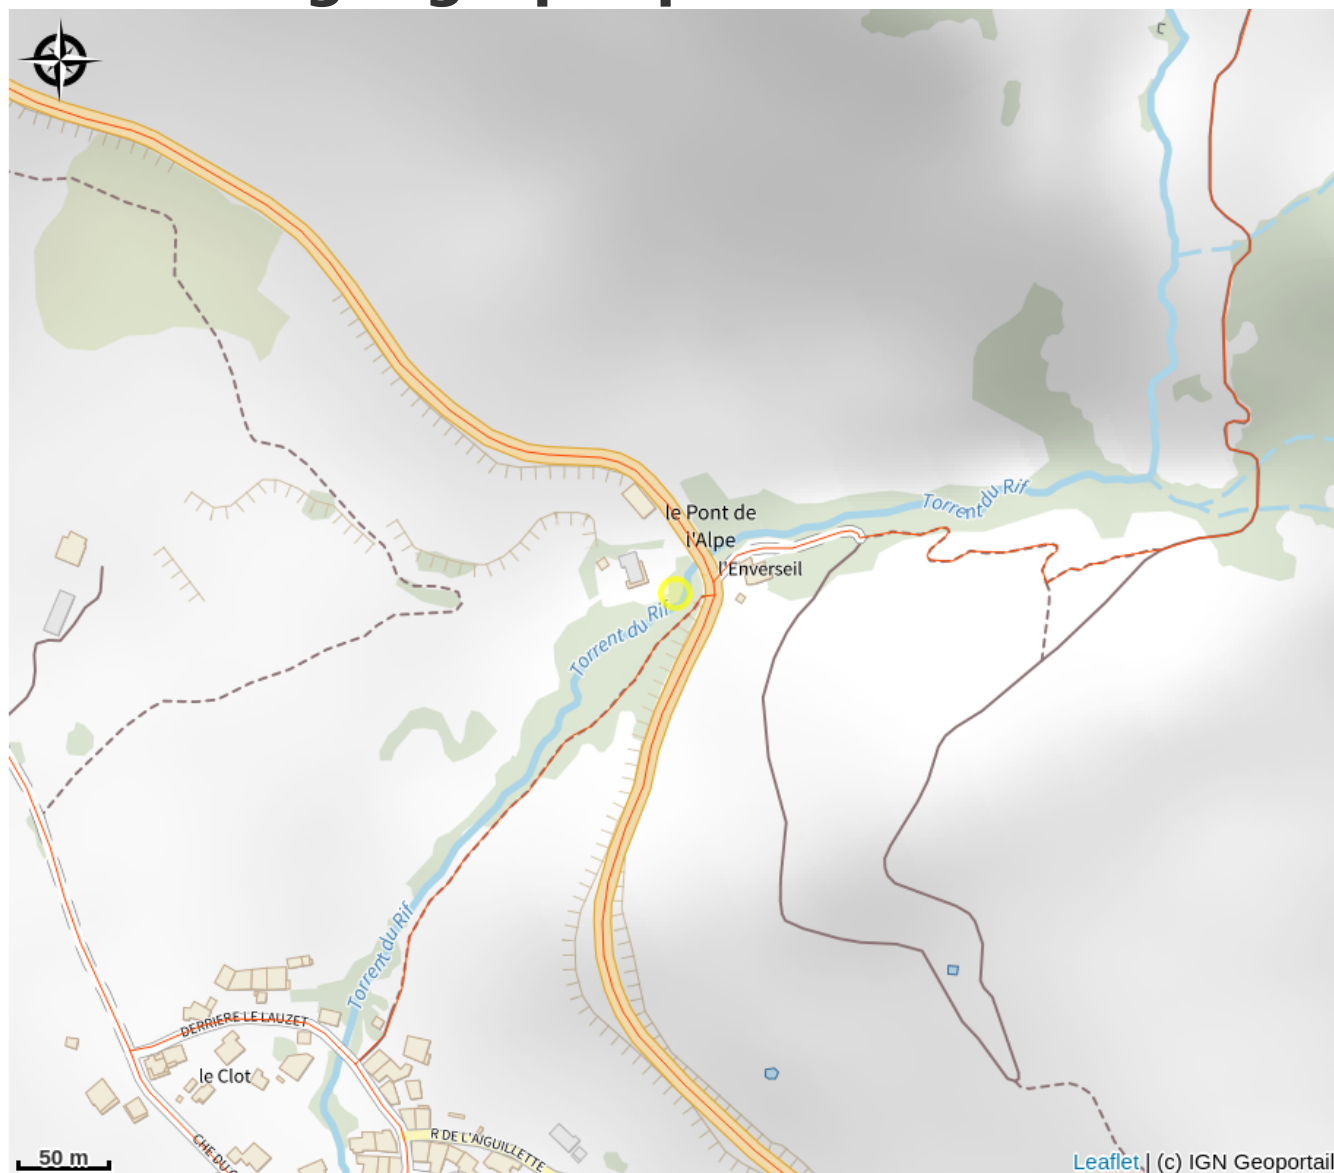 Torrent du Rif
le Pont de
l'Alpe
l'Enverseil
Torrent du Rif
Torrent du Rif
DERRIERE LE LAUZET
le Clot
R DE L'AIGUILLETTE
50 m
Leaflet | (c) IGN Geoportail